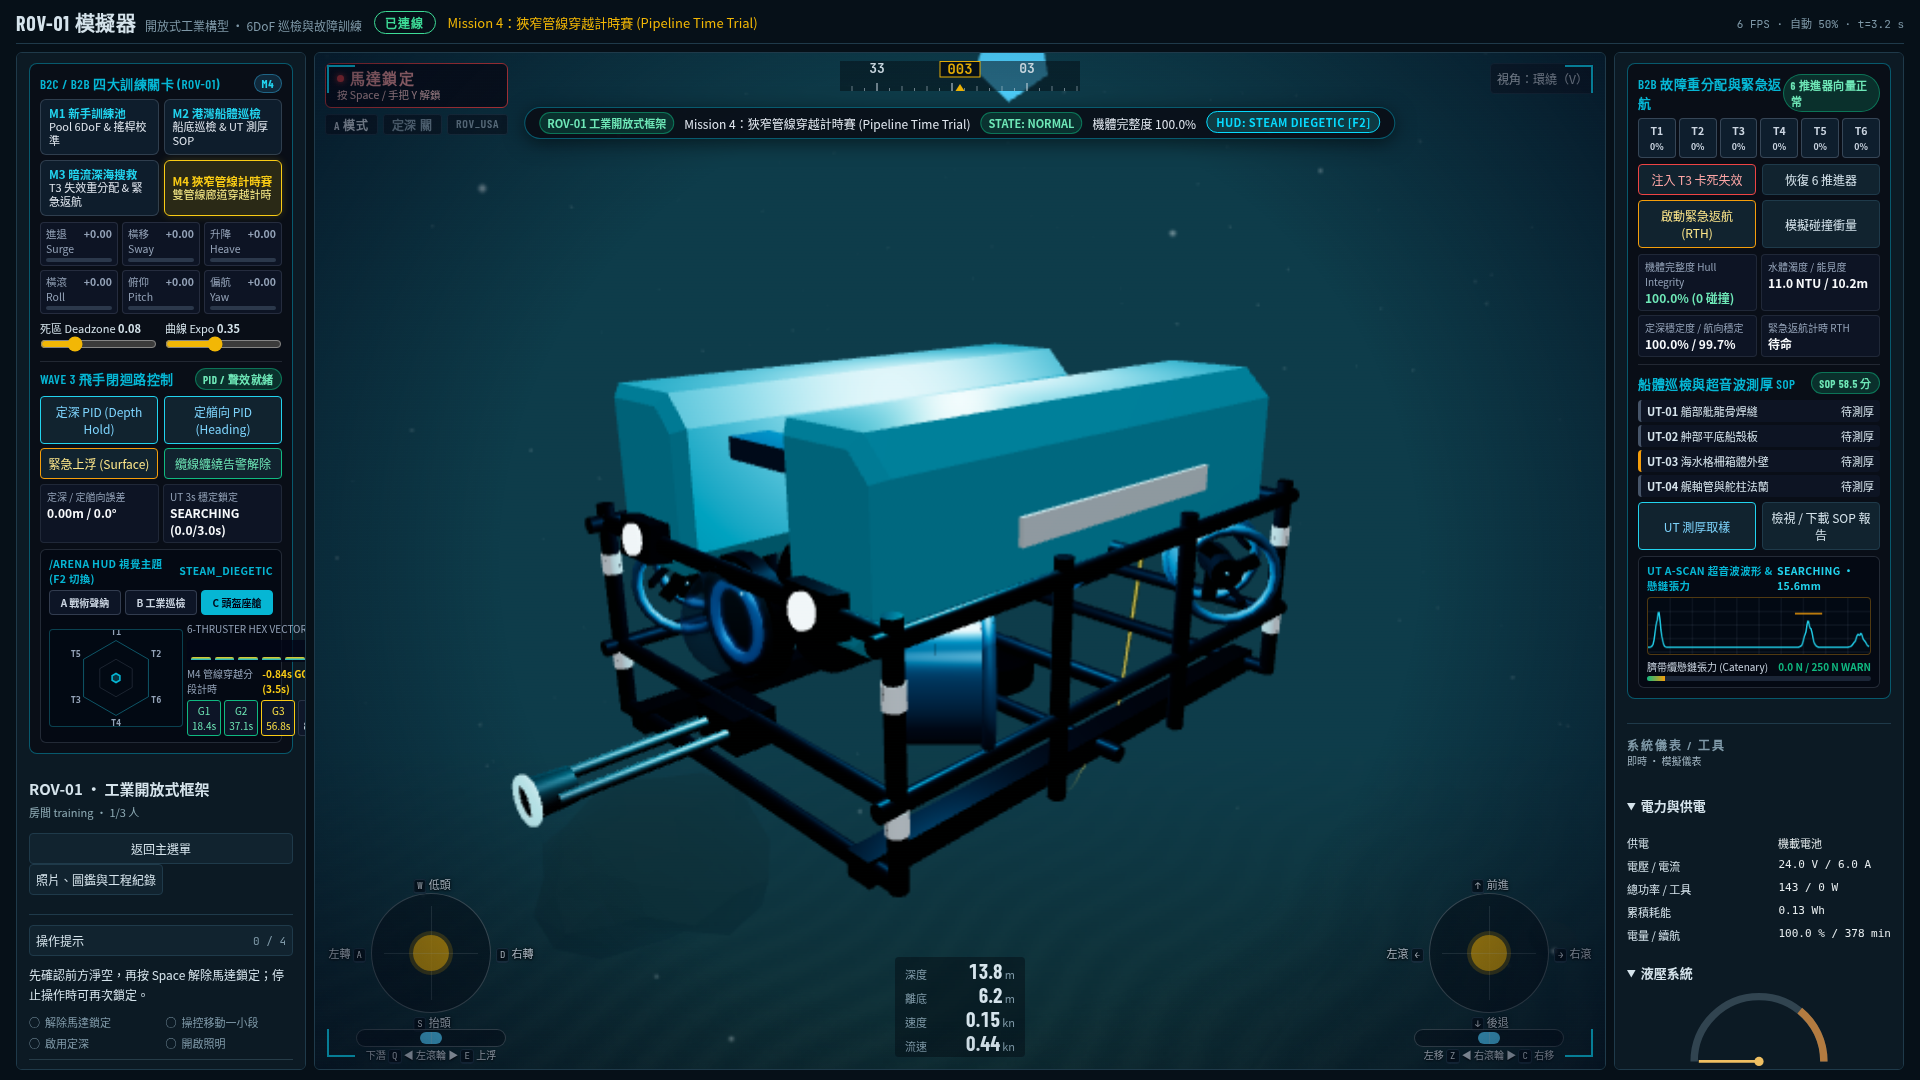 ROV-01 模擬器 開放式工業構型 • 6DoF 巡檢與故障訓練 已連線 Mission 4：狹窄管線穿越計時賽 (Pipeline Time Trial)
6 FPS · 自動 50% · t=3.2 s
B2C / B2B 四大訓練關卡 (ROV-01) M4
M1 新手訓練池
Pool 6DoF & 搖桿校準
M2 港灣船體巡檢
船底巡檢 & UT 測厚 SOP
M3 暗流深海搜救
T3 失效重分配 & 緊急返航
M4 狹窄管線計時賽
雙管線廊道穿越計時
進退 +0.00
Surge
橫移 +0.00
Sway
升降 +0.00
Heave
橫滾 +0.00
Roll
俯仰 +0.00
Pitch
偏航 +0.00
Yaw
死區 Deadzone 0.08
曲線 Expo 0.35
WAVE 3 飛手閉迴路控制 PID / 聲效就緒
定深 PID (Depth Hold)
定艏向 PID (Heading)
緊急上浮 (Surface)
纜線纏繞告警解除
定深 / 定艏向誤差
0.00m / 0.0°
UT 3s 穩定鎖定
SEARCHING (0.0/3.0s)
/ARENA HUD 視覺主題 (F2 切換) STEAM_DIEGETIC
A 戰術聲納
B 工業巡檢
C 頭盔座艙
T1
T5
T2
T3
T6
T4
6-THRUSTER HEX VECTOR
M4 管線穿越分段計時
-0.84s GO (3.5s)
G1
18.4s
G2
37.1s
G3
56.8s
ROV-01 • 工業開放式框架
房間 training • 1/3 人
返回主選單
照片、圖鑑與工程紀錄
操作提示 0 / 4
先確認前方淨空，再按 Space 解除馬達鎖定；停止操作時可再次鎖定。
解除馬達鎖定
操控移動一小段
啟用定深
開啟照明
馬達鎖定
按 Space / 手把 Y 解鎖
A 模式
定深 關
ROV_USA
33 003 03
視角：環繞（V）
ROV-01 工業開放式框架 Mission 4：狹窄管線穿越計時賽 (Pipeline Time Trial) STATE: NORMAL 機體完整度 100.0% HUD: STEAM DIEGETIC [F2]
W 低頭
左轉 A
D 右轉
S 抬頭
下潛 Q ◀ 左滾輪 ▶ E 上浮
深度 13.8 m
離底 6.2 m
速度 0.15 kn
流速 0.44 kn
↑ 前進
左滾 ←
→ 右滾
↓ 後退
左移 Z ◀ 右滾輪 ▶ C 右移
B2B 故障重分配與緊急返航 6 推進器向量正常
T1
0%
T2
0%
T3
0%
T4
0%
T5
0%
T6
0%
注入 T3 卡死失效
恢復 6 推進器
啟動緊急返航 (RTH)
模擬碰撞衝量
機體完整度 Hull Integrity
100.0% (0 碰撞)
水體濁度 / 能見度
11.0 NTU / 10.2m
定深穩定度 / 航向穩定
100.0% / 99.7%
緊急返航計時 RTH
待命
船體巡檢與超音波測厚 SOP SOP 58.5 分
UT-01 艏部舭龍骨焊縫 待測厚
UT-02 舯部平底船殼板 待測厚
UT-03 海水格柵箱體外壁 待測厚
UT-04 艉軸管與舵柱法蘭 待測厚
UT 測厚取樣
檢視 / 下載 SOP 報告
UT A-SCAN 超音波波形 & 懸鏈張力 SEARCHING • 15.6mm
臍帶纜懸鏈張力 (Catenary) 0.0 N / 250 N WARN
系統儀表 / 工具
即時 • 模擬儀表
▼ 電力與供電
供電 機載電池
電壓 / 電流 24.0 V / 6.0 A
總功率 / 工具 143 / 0 W
累積耗能 0.13 Wh
電量 / 續航 100.0 % / 378 min
▼ 液壓系統